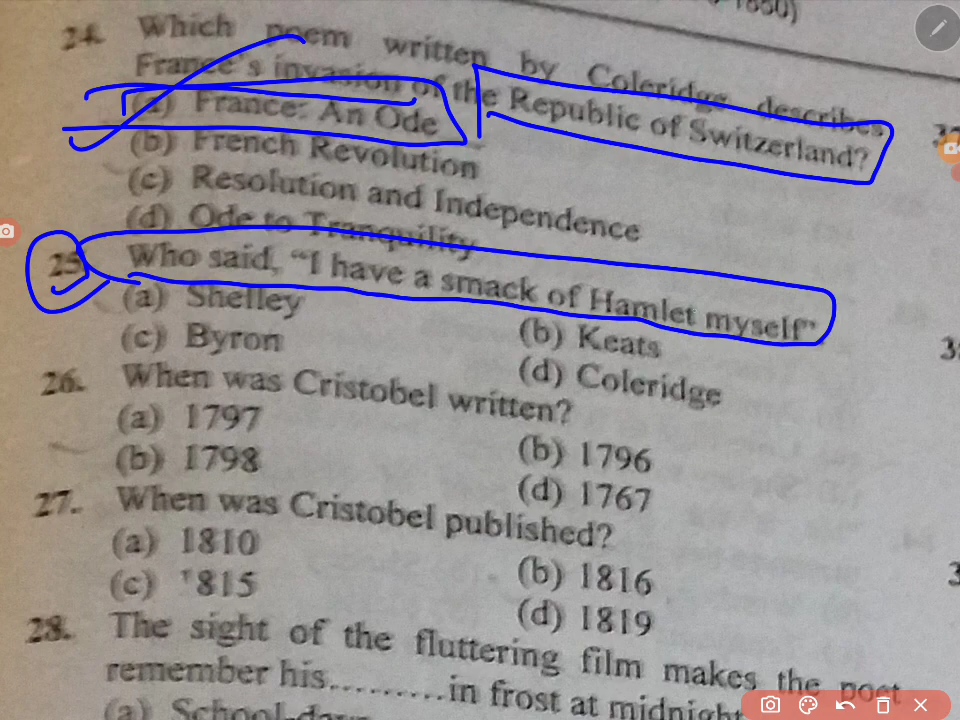 1850)
24. Which poem written by Coleridge describes
France's invasion of the Republic of Switzerland?
(a) France: An Ode
(b) French Revolution
(c) Resolution and Independence
(d) Ode to Tranquility
25. Who said, "I have a smack of Hamlet myself"
(a) Shelley
(b) Keats
(c) Byron
(d) Coleridge
26. When was Cristobel written?
(a) 1797
(b) 1796
(b) 1798
(d) 1767
27. When was Cristobel published?
(a) 1810
(b) 1816
(c) 1815
(d) 1819
28. The sight of the fluttering film makes the poet
remember his.........in frost at midnight
(a) School-days